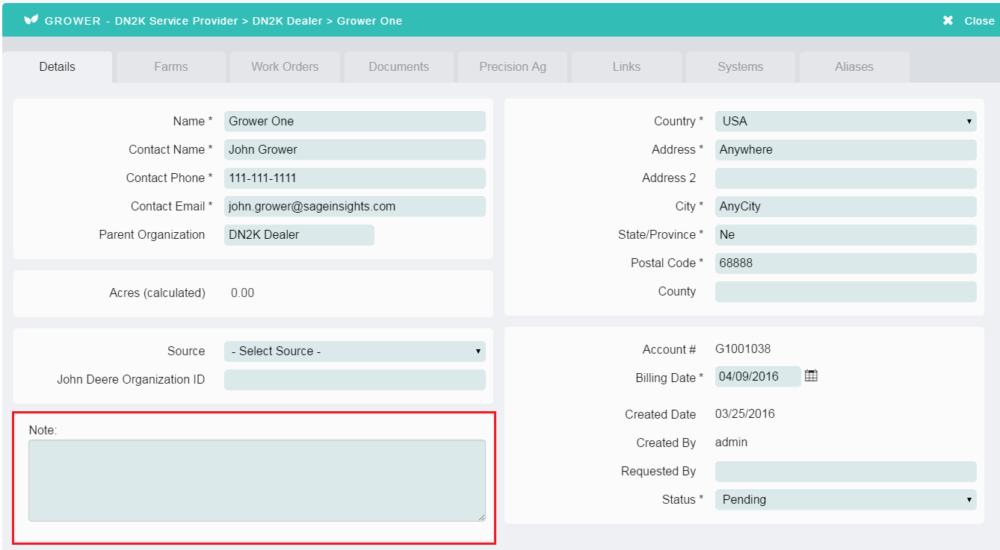 GROWER - DN2K Service Provider > DN2K Dealer > Grower One
✖ Close
Details Farms Work Orders Documents Precision Ag Links Systems Aliases
Name * Grower One
Contact Name * John Grower
Contact Phone * 111-111-1111
Contact Email * john.grower@sageinsights.com
Parent Organization DN2K Dealer
Acres (calculated) 0.00
Source - Select Source -
John Deere Organization ID
Note:
Country * USA
Address * Anywhere
Address 2
City * AnyCity
State/Province * Ne
Postal Code * 68888
County
Account # G1001038
Billing Date * 04/09/2016
Created Date 03/25/2016
Created By admin
Requested By
Status * Pending